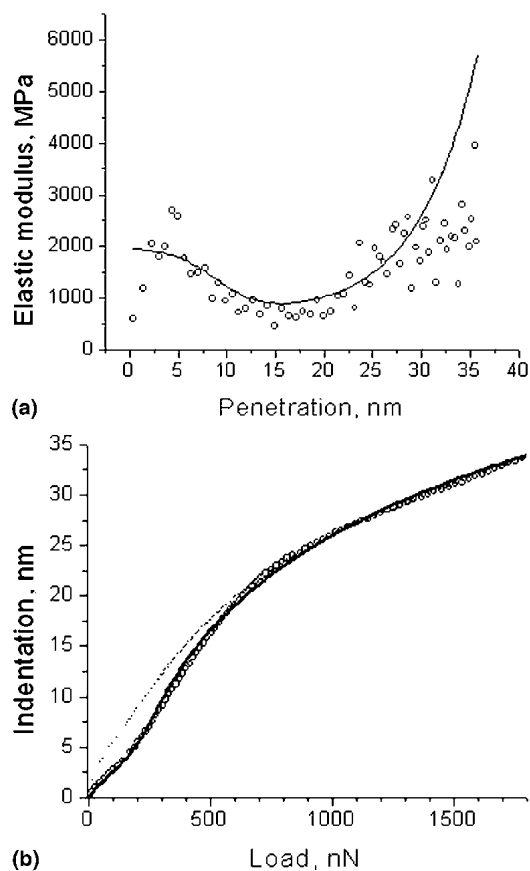 6000
5000
4000
3000
2000
1000
0
Elastic modulus, MPa
0 5 10 15 20 25 30 35 40
(a) Penetration, nm
35
30
25
20
15
10
5
0
Indentation, nm
0 500 1000 1500
(b) Load, nN